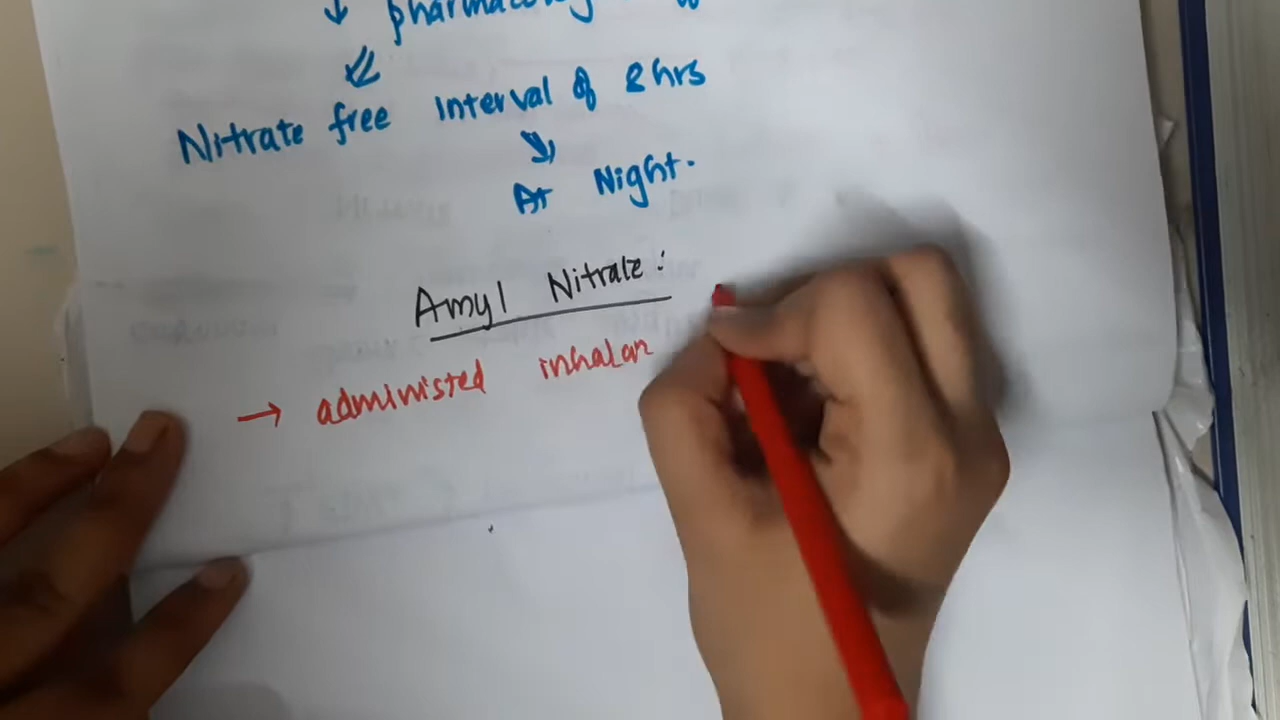 Nitrate free interval of 8hrs
At Night.
Amyl Nitrate:
→ administed inhalan